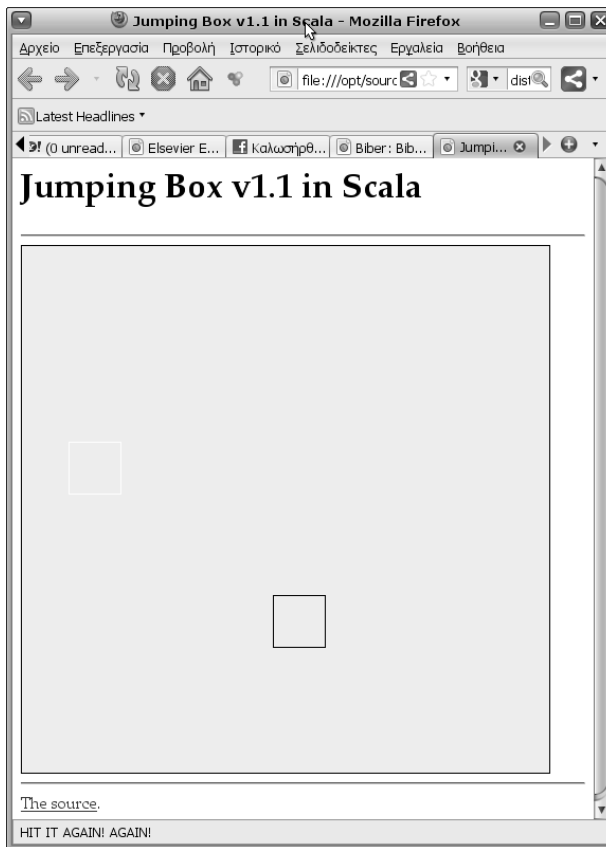 Jumping Box v1.1 in Scala - Mozilla Firefox
Αρχείο Επεξεργασία Προβολή Ιστορικό Σελιδοδείκτες Εργαλεία Βοήθεια
file:///opt/sourc dist
Latest Headlines
(0 unread... Elsevier E... Καλωσήρθ... Biber: Bib... Jumpi...
Jumping Box v1.1 in Scala
The source.
HIT IT AGAIN! AGAIN!